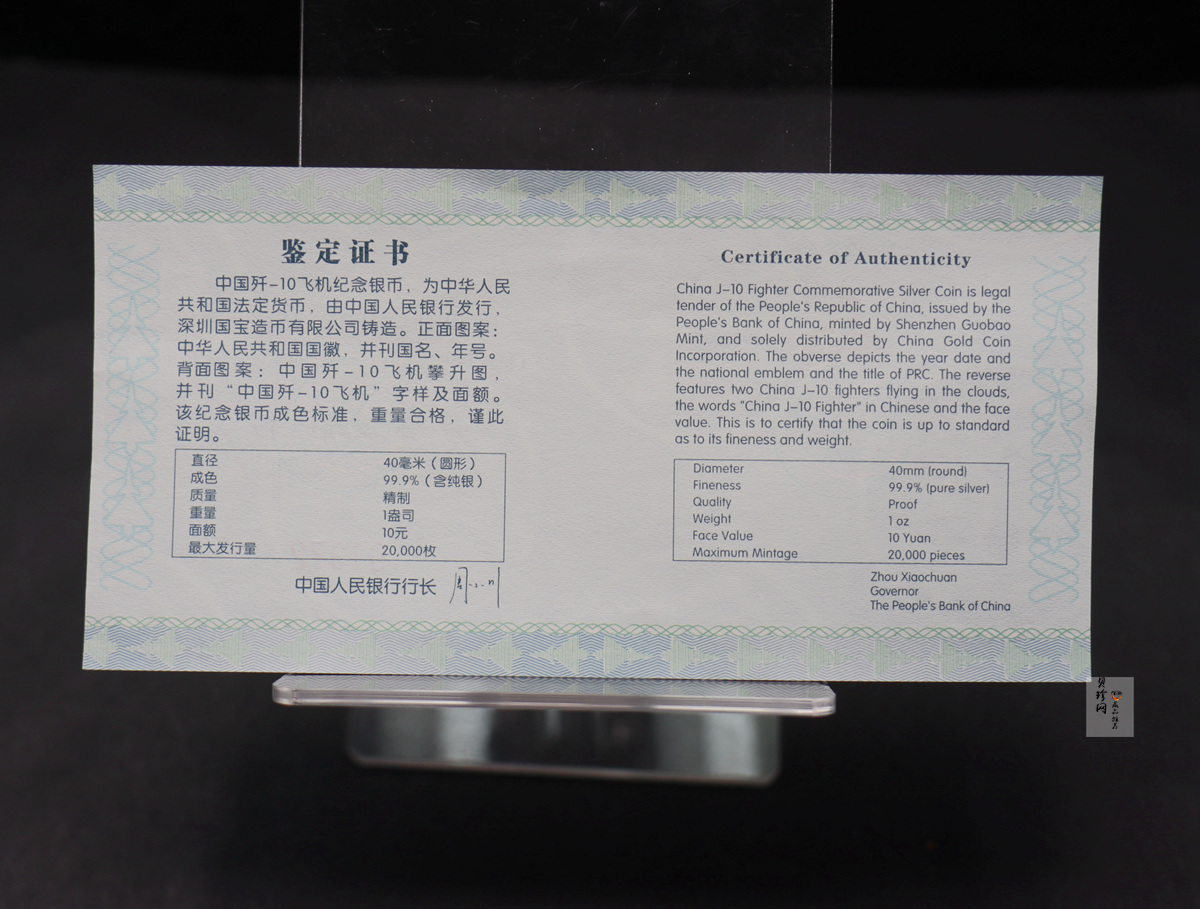 鉴定证书
中国歼-10飞机纪念银币，为中华人民
共和国法定货币，由中国人民银行发行，
深圳国宝造币有限公司铸造。正面图案：
中华人民共和国国徽，并刊国名、年号。
背面图案：中国歼-10飞机攀升图，
并刊“中国歼-10飞机”字样及面额。
该纪念银币成色标准，重量合格，谨此
证明。
直径 40毫米（圆形）
成色 99.9%（含纯银）
质量 精制
重量 1盎司
面额 10元
最大发行量 20,000枚
中国人民银行行长
Certificate of Authenticity
China J-10 Fighter Commemorative Silver Coin is legal
tender of the People's Republic of China, issued by the
People's Bank of China, minted by Shenzhen Guobao
Mint, and solely distributed by China Gold Coin
Incorporation. The obverse depicts the year date and
the national emblem and the title of PRC. The reverse
features two China J-10 fighters flying in the clouds,
the words "China J-10 Fighter" in Chinese and the face
value. This is to certify that the coin is up to standard
as to its fineness and weight.
Diameter 40mm (round)
Fineness 99.9% (pure silver)
Quality Proof
Weight 1 oz
Face Value 10 Yuan
Maximum Mintage 20,000 pieces
Zhou Xiaochuan
Governor
The People's Bank of China